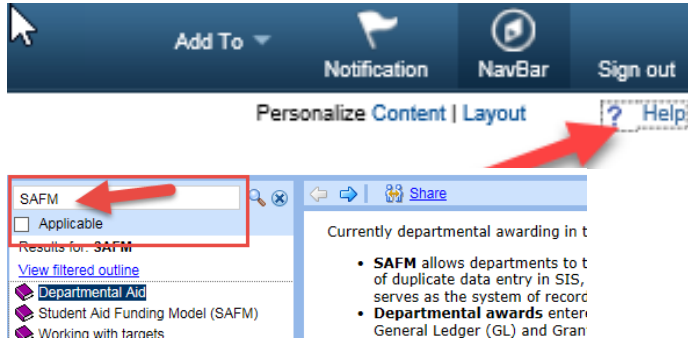 Add To
Notification
NavBar
Sign out
Personalize Content | Layout
? Help
SAFM
Applicable
Results for: SAFM
View filtered outline
Departmental Aid
Student Aid Funding Model (SAFM)
Working with targets
Share
Currently departmental awarding in t
• SAFM allows departments to t
of duplicate data entry in SIS,
serves as the system of record
• Departmental awards entere
General Ledger (GL) and Gran